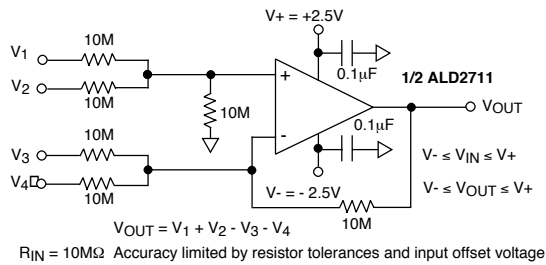 V+ = +2.5V
10M
V1
V2
10M
10M
0.1µF
1/2 ALD2711
+
-
VOUT
10M
V3
V4
10M
0.1µF
V- ≤ VIN ≤ V+
V- = - 2.5V
V- ≤ VOUT ≤ V+
10M
VOUT = V1 + V2 - V3 - V4
RIN = 10MΩ Accuracy limited by resistor tolerances and input offset voltage